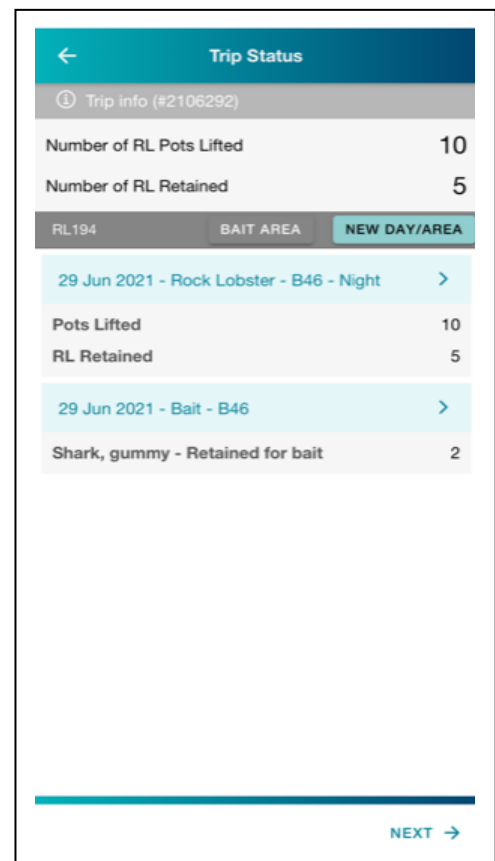 Trip Status
Trip info (#2106292)
Number of RL Pots Lifted 10
Number of RL Retained 5
RL194 BAIT AREA NEW DAY/AREA
29 Jun 2021 - Rock Lobster - B46 - Night
Pots Lifted 10
RL Retained 5
29 Jun 2021 - Bait - B46
Shark, gummy - Retained for bait 2
NEXT